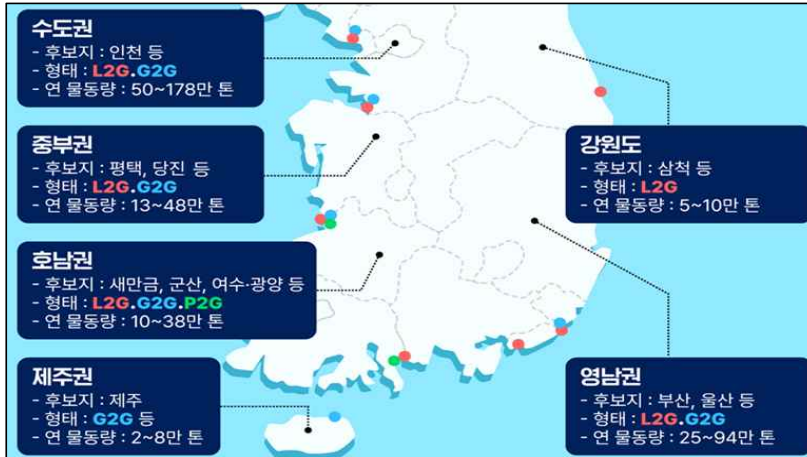 수도권
- 후보지 : 인천 등
- 형태 : L2G.G2G
- 연 물동량 : 50~178만 톤
중부권
- 후보지 : 평택, 당진 등
- 형태 : L2G.G2G
- 연 물동량 : 13~48만 톤
호남권
- 후보지 : 새만금, 군산, 여수·광양 등
- 형태 : L2G.G2G.P2G
- 연 물동량 : 10~38만 톤
제주권
- 후보지 : 제주
- 형태 : G2G 등
- 연 물동량 : 2~8만 톤
강원도
- 후보지 : 삼척 등
- 형태 : L2G
- 연 물동량 : 5~10만 톤
영남권
- 후보지 : 부산, 울산 등
- 형태 : L2G.G2G
- 연 물동량 : 25~94만 톤